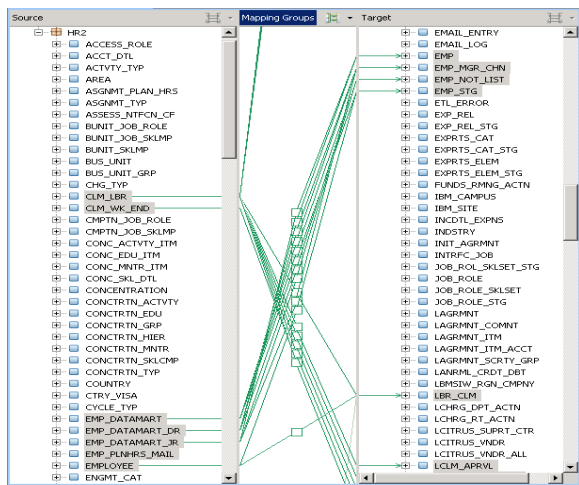 Source
Mapping Groups
Target
HR2
ACCESS_ROLE
ACCT_DTL
ACTVTY_TYP
AREA
ASGNMT_PLAN_HRS
ASGNMT_TYP
ASSESS_NTFCN_CF
BUNIT_JOB_ROLE
BUNIT_JOB_SKLMP
BUNIT_SKLMP
BUS_UNIT
BUS_UNIT_GRP
CHG_TYP
CLM_LBR
CLM_WK_END
CMPTN_JOB_ROLE
CMPTN_JOB_SKLMP
CONC_ACTVTY_ITM
CONC_EDU_ITM
CONC_MNTR_ITM
CONC_SKL_DTL
CONCENTRATION
CONCTRTN_ACTVTY
CONCTRTN_EDU
CONCTRTN_GRP
CONCTRTN_HIER
CONCTRTN_MNTR
CONCTRTN_SKLCMP
CONCTRTN_TYP
COUNTRY
CTRY_VISA
CYCLE_TYP
EMP_DATAMART
EMP_DATAMART_DR
EMP_DATAMART_JR
EMP_PLNHRS_MAIL
EMPLOYEE
ENGMT_CAT
EMAIL_ENTRY
EMAIL_LOG
EMP
EMP_MGR_CHN
EMP_NOT_LIST
EMP_STG
ETL_ERROR
EXP_REL
EXP_REL_STG
EXPRTS_CAT
EXPRTS_CAT_STG
EXPRTS_ELEM
EXPRTS_ELEM_STG
FUNDS_RMNG_ACTN
IBM_CAMPUS
IBM_SITE
INCDTL_EXPNS
INDSTRY
INIT_AGRMNT
INTRFC_JOB
JOB_ROL_SKLSET_STG
JOB_ROLE
JOB_ROLE_SKLSET
JOB_ROLE_STG
LAGRMNT
LAGRMNT_COMNT
LAGRMNT_ITM
LAGRMNT_ITM_ACCT
LAGRMNT_SCRTY_GRP
LANRML_CRDT_DBT
LBMSIW_RGN_CMPNY
LBR_CLM
LCHRG_DPT_ACTN
LCHRG_RT_ACTN
LCITRUS_SUPRT_CTR
LCITRUS_VNDR
LCITRUS_VNDR_ALL
LCLM_APRVL